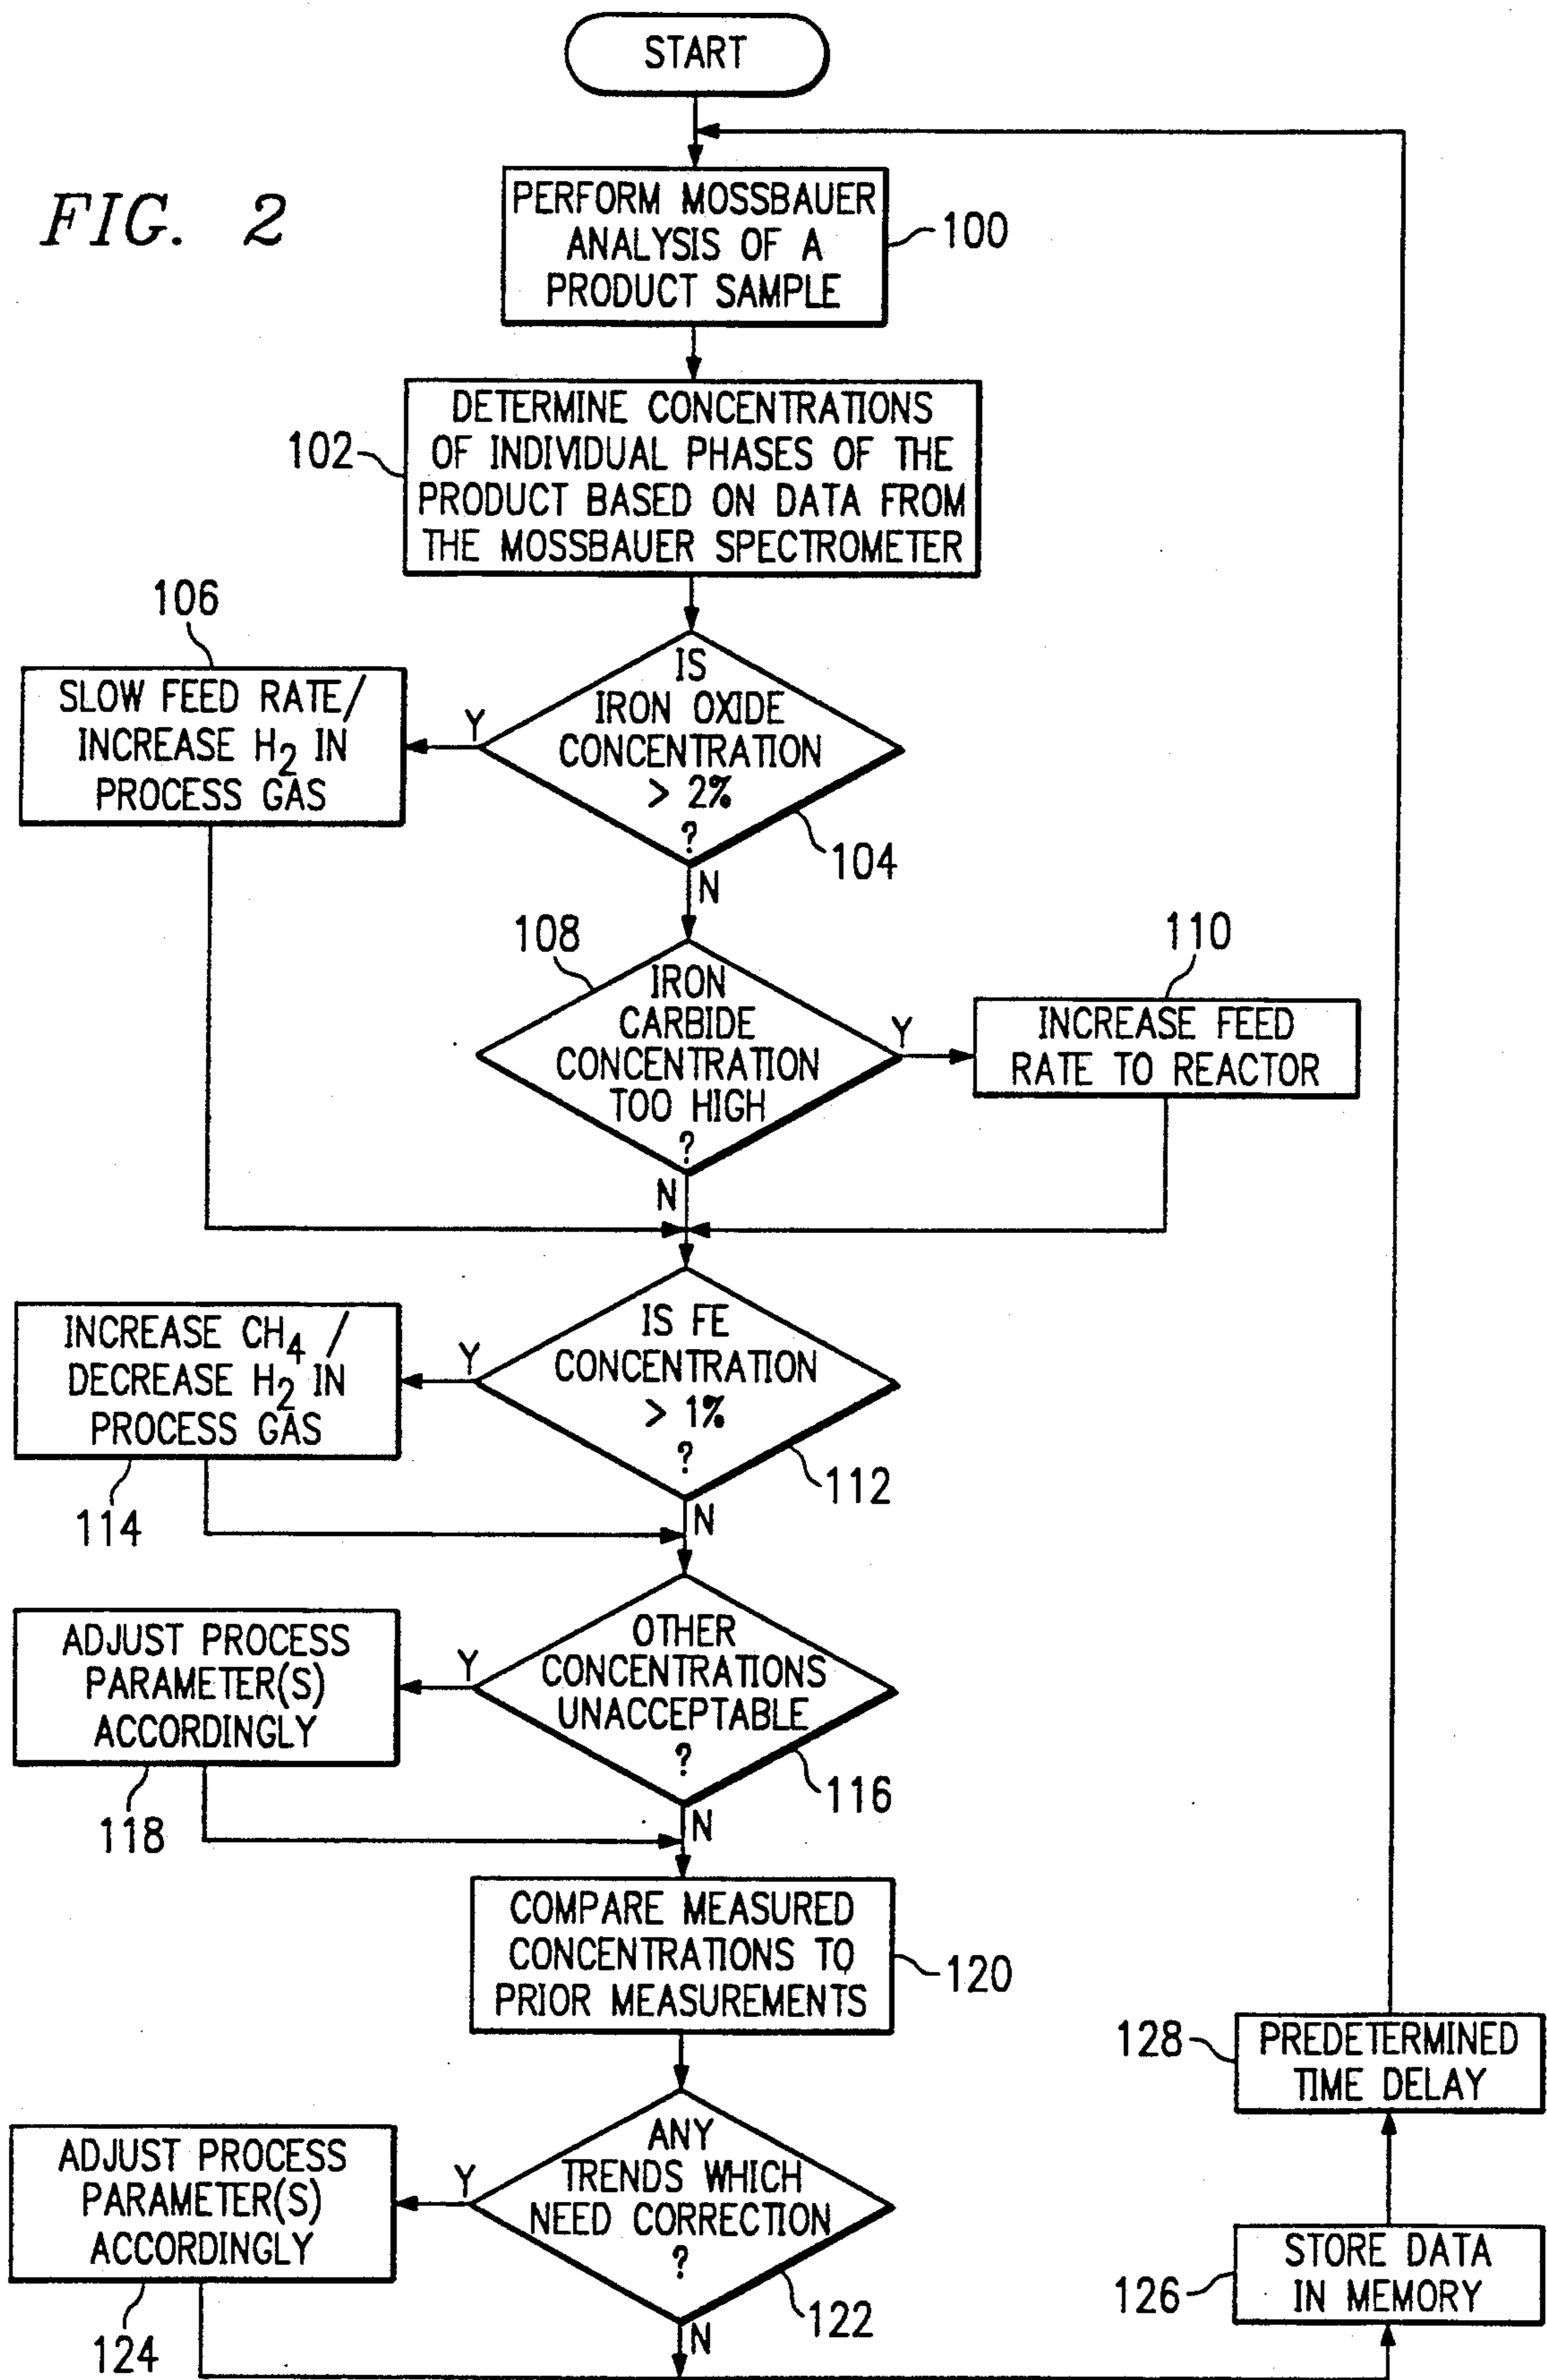 START
FIG. 2
PERFORM MOSSBAUER
ANALYSIS OF A
PRODUCT SAMPLE
100
DETERMINE CONCENTRATIONS
OF INDIVIDUAL PHASES OF THE
PRODUCT BASED ON DATA FROM
THE MOSSBAUER SPECTROMETER
102
IS
IRON OXIDE
CONCENTRATION
> 2%
?
104
Y
N
106
SLOW FEED RATE/
INCREASE H2 IN
PROCESS GAS
108
IRON
CARBIDE
CONCENTRATION
TOO HIGH
?
Y
N
110
INCREASE FEED
RATE TO REACTOR
IS FE
CONCENTRATION
> 1%
?
112
Y
N
INCREASE CH4 /
DECREASE H2 IN
PROCESS GAS
114
OTHER
CONCENTRATIONS
UNACCEPTABLE
?
116
Y
N
ADJUST PROCESS
PARAMETER(S)
ACCORDINGLY
118
COMPARE MEASURED
CONCENTRATIONS TO
PRIOR MEASUREMENTS
120
ANY
TRENDS WHICH
NEED CORRECTION
?
122
Y
N
ADJUST PROCESS
PARAMETER(S)
ACCORDINGLY
124
128
PREDETERMINED
TIME DELAY
126
STORE DATA
IN MEMORY